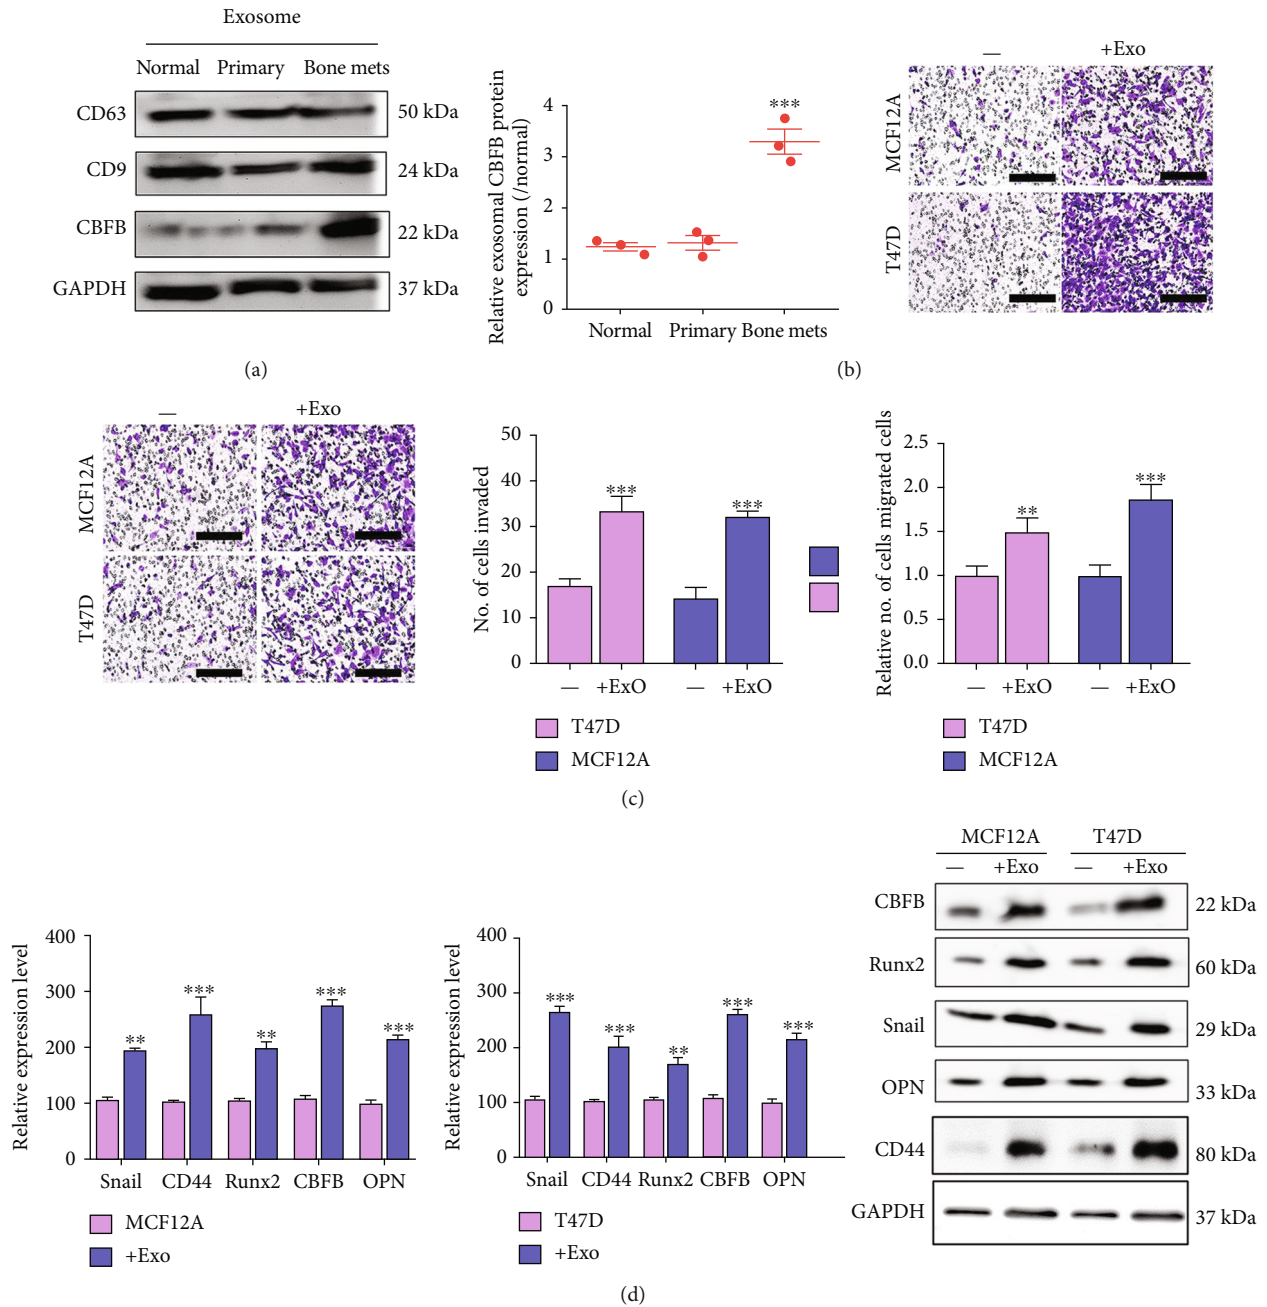 Exosome
Normal Primary Bone mets
CD63 50 kDa
CD9 24 kDa
CBFB 22 kDa
GAPDH 37 kDa
(a)
Relative exosomal CBFB protein
expression (/normal)
4
3
2
1
0
***
Normal Primary Bone mets
— +Exo
MCF12A
T47D
(b)
— +Exo
MCF12A
T47D
No. of cells invaded
50
40
30
20
10
0
*** ***
— +ExO — +ExO
T47D
MCF12A
Relative no. of cells migrated cells
2.5
2.0
1.5
1.0
0.5
0.0
** ***
— +ExO — +ExO
T47D
MCF12A
(c)
Relative expression level
400
300
200
100
0
** *** ** *** ***
Snail CD44 Runx2 CBFB OPN
MCF12A
+Exo
Relative expression level
400
300
200
100
0
*** *** ** *** ***
Snail CD44 Runx2 CBFB OPN
T47D
+Exo
MCF12A T47D
— +Exo — +Exo
CBFB 22 kDa
Runx2 60 kDa
Snail 29 kDa
OPN 33 kDa
CD44 80 kDa
GAPDH 37 kDa
(d)